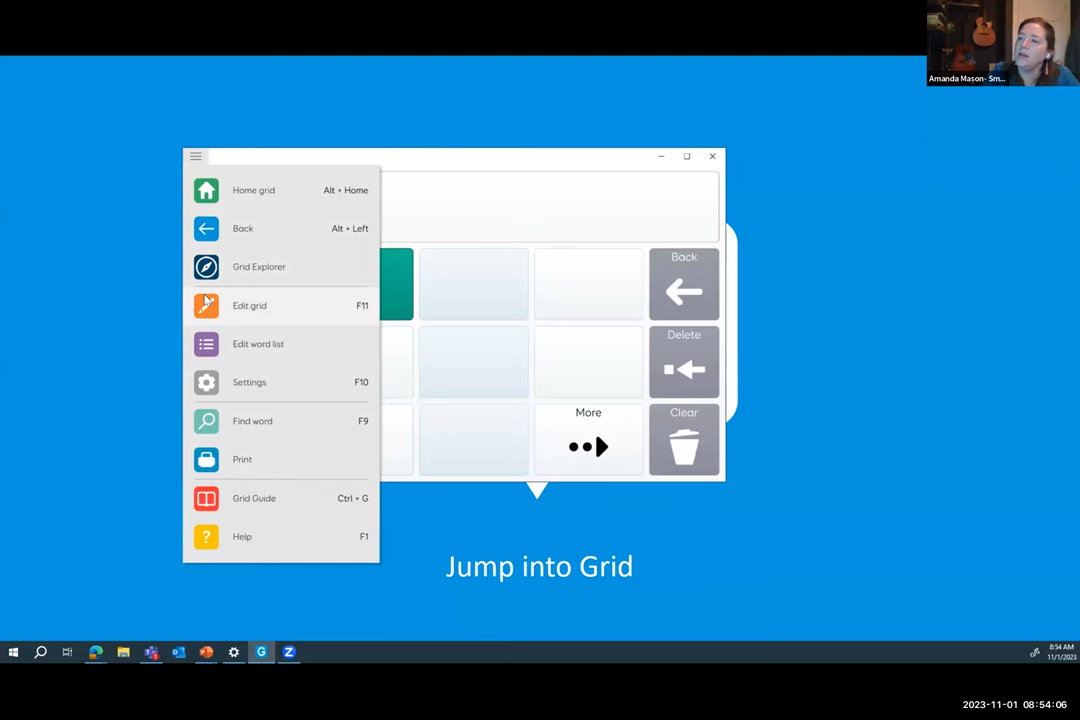 Amanda Mason- Sm...
Home grid Alt + Home
Back Alt + Left
Grid Explorer
Edit grid F11
Edit word list
Settings F10
Find word F9
Print
Grid Guide Ctrl + G
? Help F1
Back
Delete
More
Clear
Jump into Grid
G Z
8:54 AM
11/1/2023
2023-11-01 08:54:06